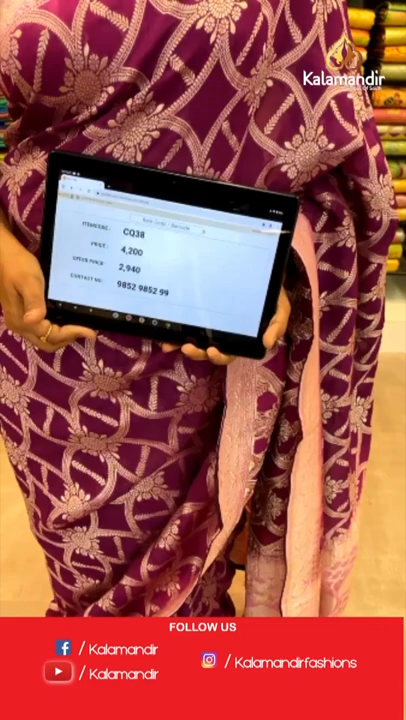 Kalamandir
ITEMCODE: CQ38
PRICE: 4,200
OFFER PRICE: 2,940
CONTACT NO: 9852 9852 99
FOLLOW US
/ Kalamandir
/ Kalamandirfashions
/ Kalamandir